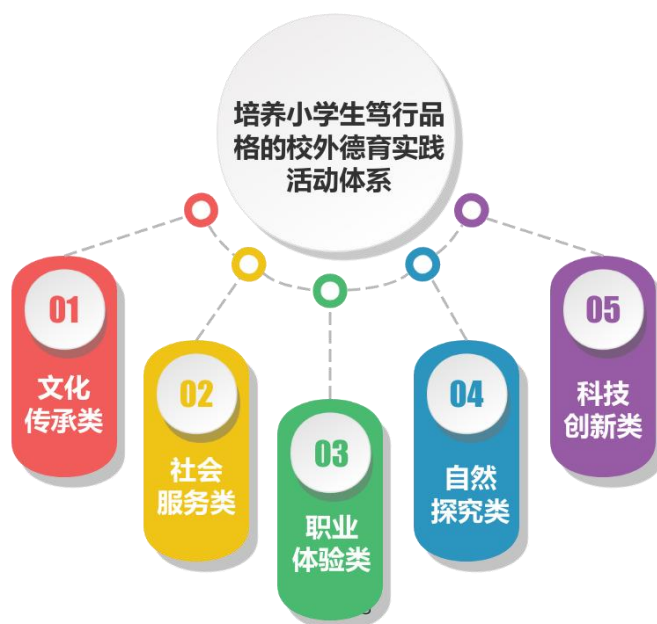 培养小学生笃行品
格的校外德育实践
活动体系
01
文化
传承类
02
社会
服务类
03
职业
体验类
04
自然
探究类
05
科技
创新类